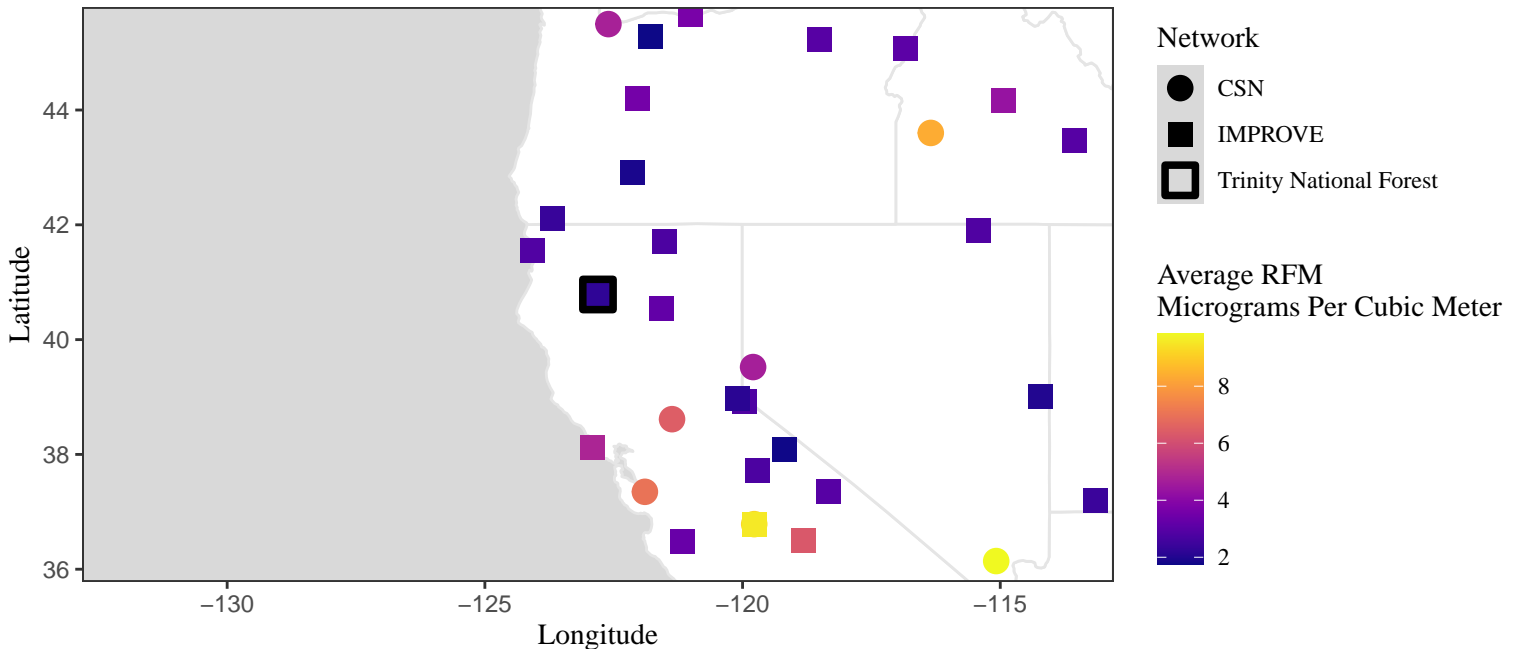 Network
CSN
IMPROVE
Trinity National Forest
Average RFM
Micrograms Per Cubic Meter
8
6
4
2
Latitude
44
42
40
38
36
−130
−125
−120
−115
Longitude